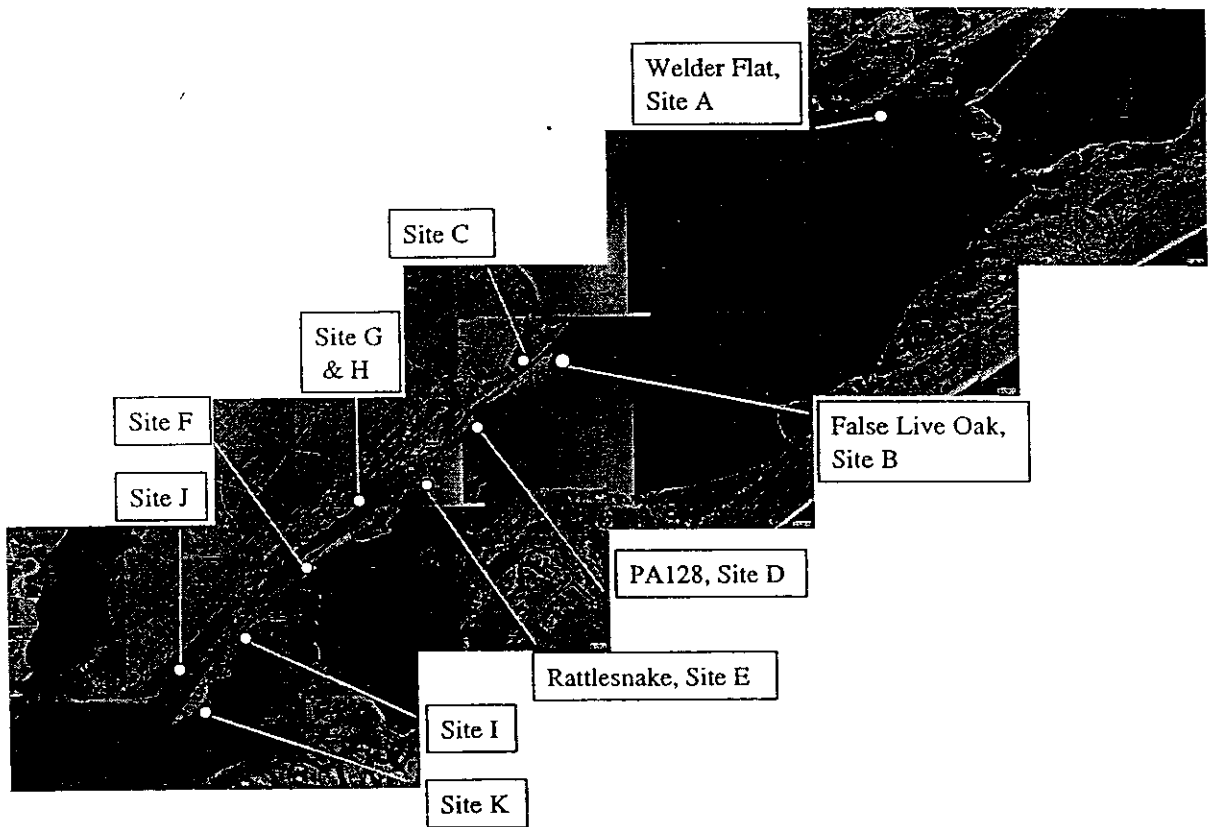 Welder Flat,
Site A
Site C
Site G
& H
Site F
False Live Oak,
Site B
Site J
PA128, Site D
Rattlesnake, Site E
Site I
Site K